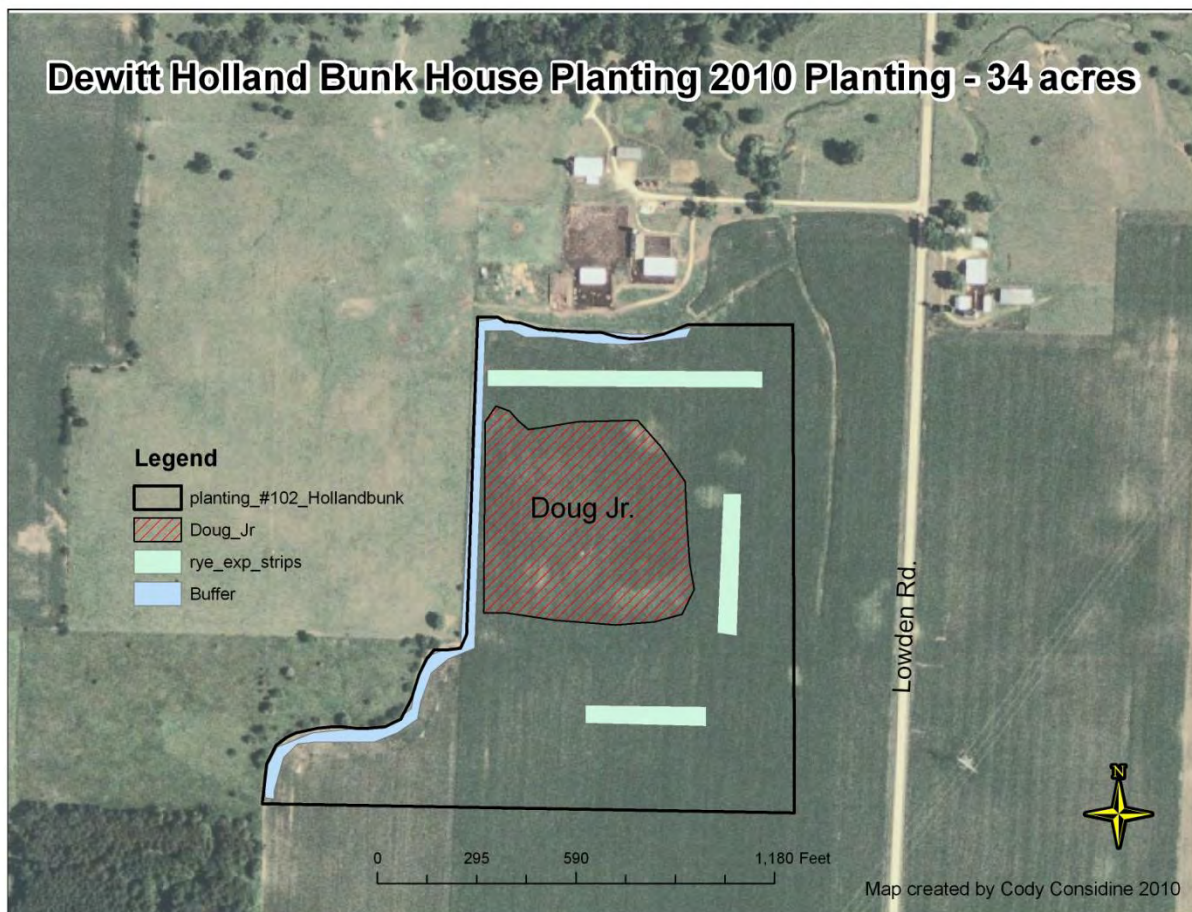 Dewitt Holland Bunk House Planting 2010 Planting - 34 acres
Legend
planting_#102_Hollandbunk
Doug_Jr
rye_exp_strips
Buffer
Doug Jr.
Lowden Rd.
N
0 295 590 1,180 Feet
Map created by Cody Considine 2010